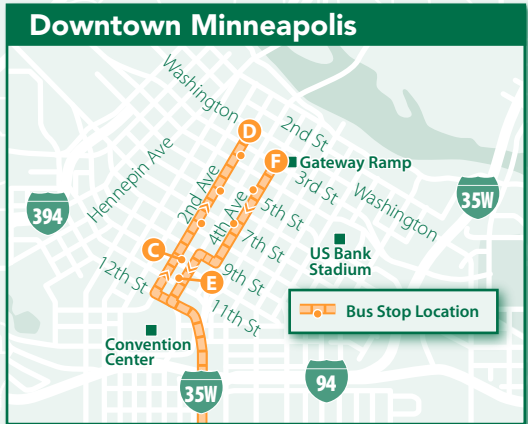 Downtown Minneapolis
Washington
D
2nd St
F
Gateway Ramp
3rd St
Hennepin Ave
2nd Ave
Washington
35W
394
4th Ave
5th St
7th St
US Bank
Stadium
C
9th St
E
12th St
11th St
Bus Stop Location
Convention
Center
35W
94